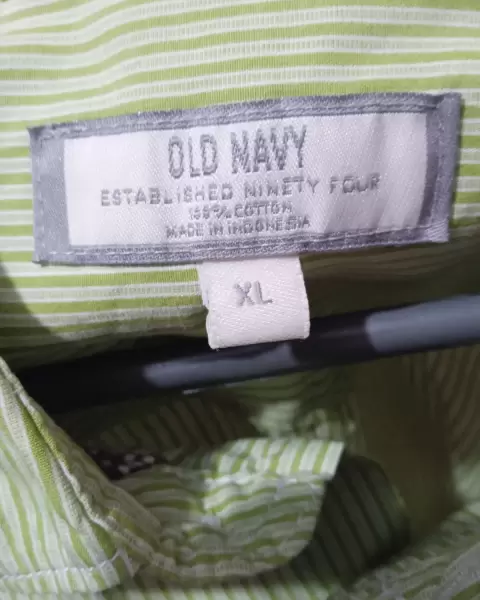 OLD NAVY
ESTABLISHED NINETY FOUR
100% COTTON
MADE IN INDONESIA
XL